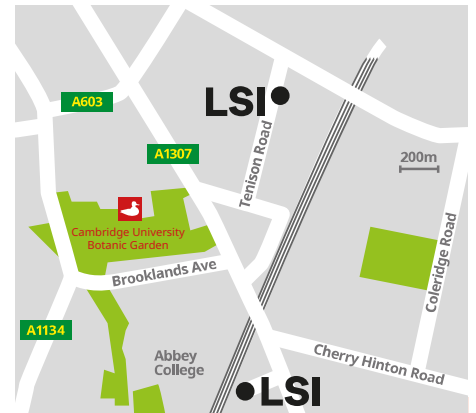 A603
LSI
A1307
Tenison Road
200m
Cambridge University
Botanic Garden
Coleridge Road
Brooklands Ave
A1134
Abbey
College
Cherry Hinton Road
LSI